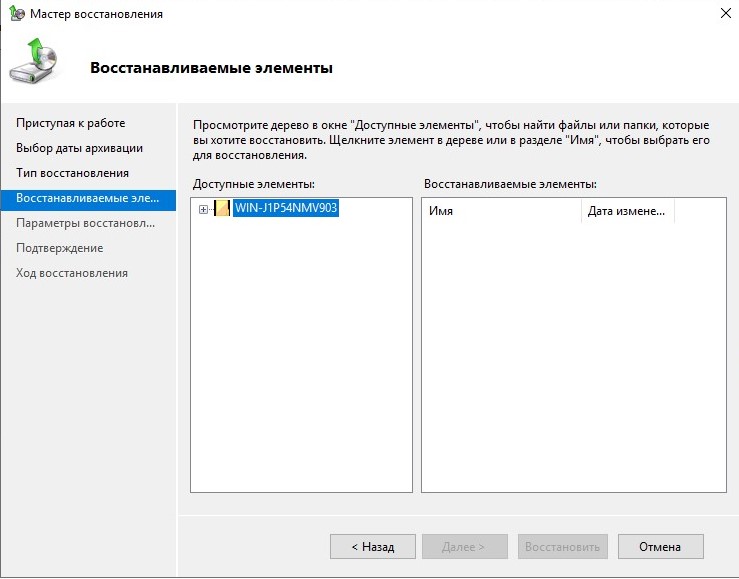 Мастер восстановления
Восстанавливаемые элементы
Приступая к работе
Выбор даты архивации
Тип восстановления
Восстанавливаемые эле...
Параметры восстановл...
Подтверждение
Ход восстановления
Просмотрите дерево в окне "Доступные элементы", чтобы найти файлы или папки, которые
вы хотите восстановить. Щелкните элемент в дереве или в разделе "Имя", чтобы выбрать его
для восстановления.
Доступные элементы:
Восстанавливаемые элементы:
WIN-J1P54NMV903
Имя
Дата измене...
< Назад
Далее >
Восстановить
Отмена